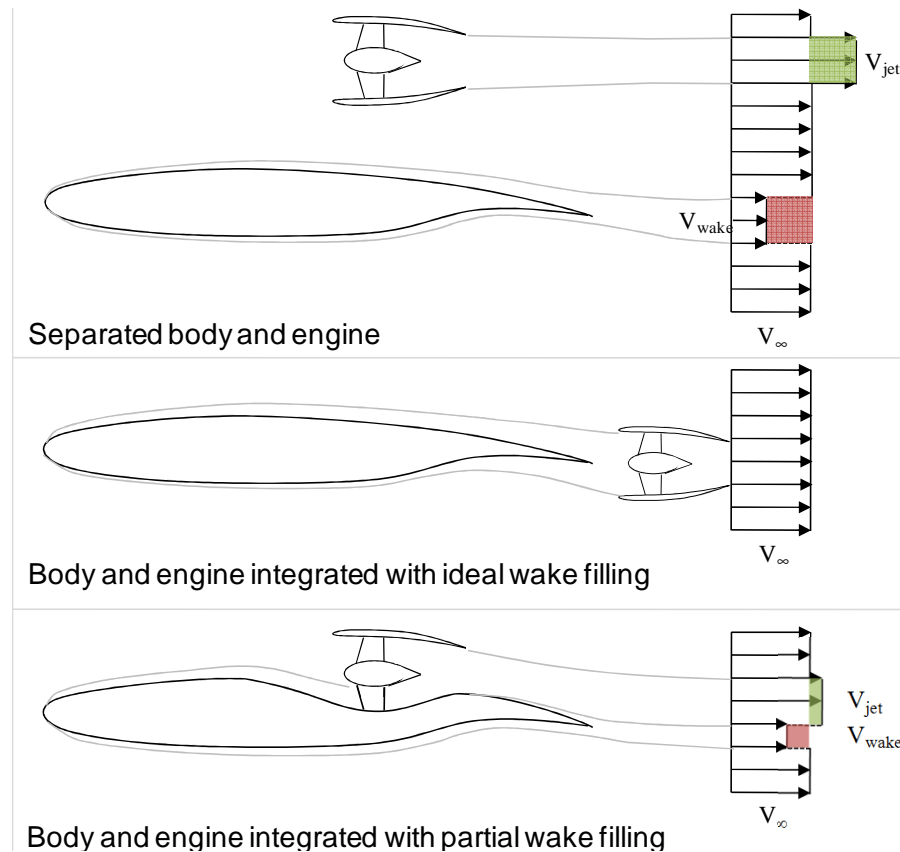 V_jet
V_wake
Separated body and engine
V_∞
Body and engine integrated with ideal wake filling
V_∞
V_jet
V_wake
V_∞
Body and engine integrated with partial wake filling